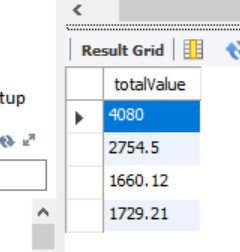 Result Grid
tup
totalValue
4080
2754.5
1660.12
1729.21